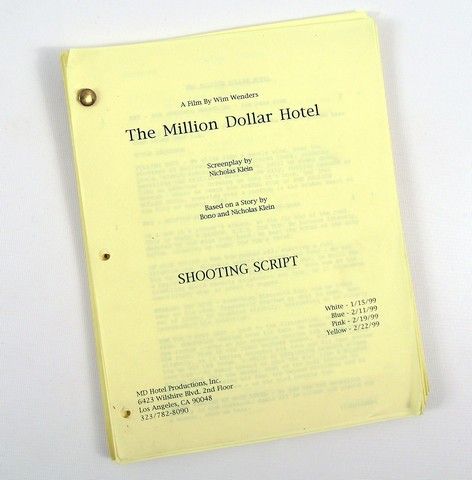 A Film By Wim Wenders
The Million Dollar Hotel
Screenplay by
Nicholas Klein
Based on a Story by
Bono and Nicholas Klein
SHOOTING SCRIPT
White - 1/15/99
Blue - 2/11/99
Pink - 2/19/99
Yellow - 2/22/99
MD Hotel Productions, Inc.
6423 Wilshire Blvd. 2nd Floor
Los Angeles, CA 90048
323/782-8090